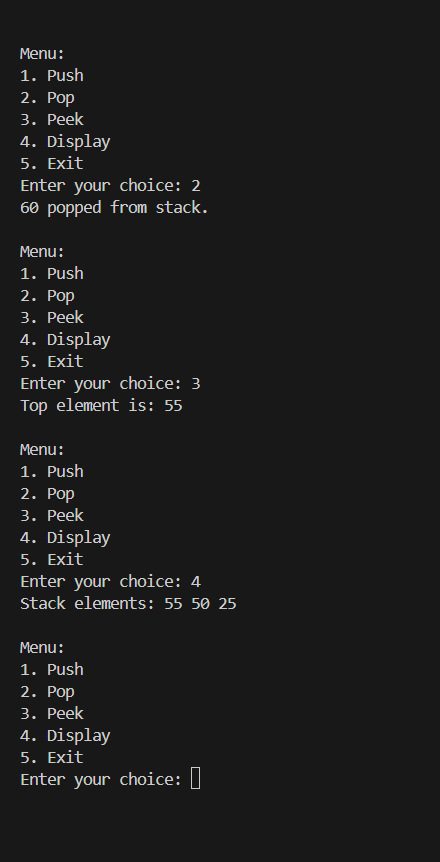 Menu:
1. Push
2. Pop
3. Peek
4. Display
5. Exit
Enter your choice: 2
60 popped from stack.
Menu:
1. Push
2. Pop
3. Peek
4. Display
5. Exit
Enter your choice: 3
Top element is: 55
Menu:
1. Push
2. Pop
3. Peek
4. Display
5. Exit
Enter your choice: 4
Stack elements: 55 50 25
Menu:
1. Push
2. Pop
3. Peek
4. Display
5. Exit
Enter your choice: